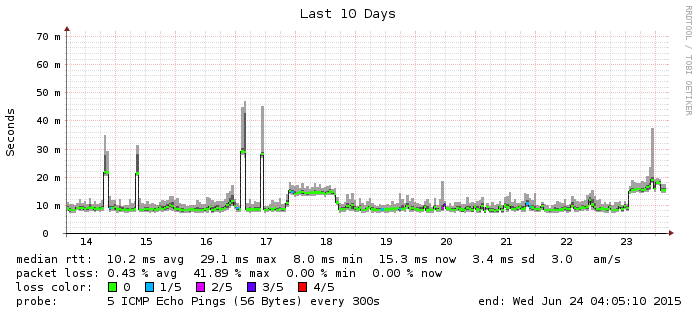 Last 10 Days
RRDTOOL / TOBI OETIKER
Seconds
70 m
60 m
50 m
40 m
30 m
20 m
10 m
0
14 15 16 17 18 19 20 21 22 23
median rtt: 10.2 ms avg 29.1 ms max 8.0 ms min 15.3 ms now 3.4 ms sd 3.0 am/s
packet loss: 0.43 % avg 41.89 % max 0.00 % min 0.00 % now
loss color: 0 1/5 2/5 3/5 4/5
probe: 5 ICMP Echo Pings (56 Bytes) every 300s end: Wed Jun 24 04:05:10 2015